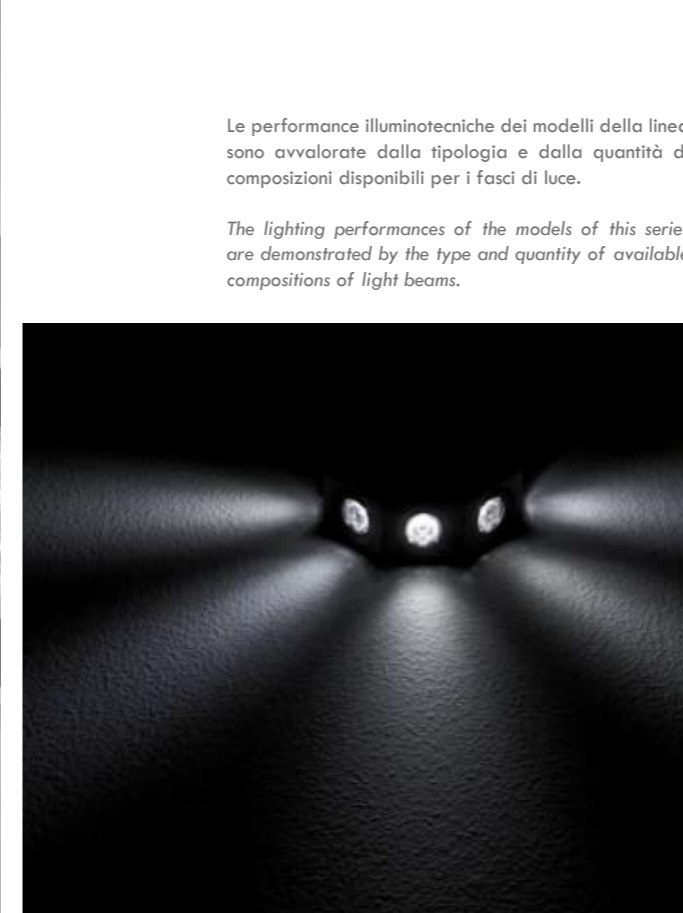 Le performance illuminotecniche dei modelli della linea
sono avvalorate dalla tipologia e dalla quantità d
composizioni disponibili per i fasci di luce.
The lighting performances of the models of this series
are demonstrated by the type and quantity of available
compositions of light beams.